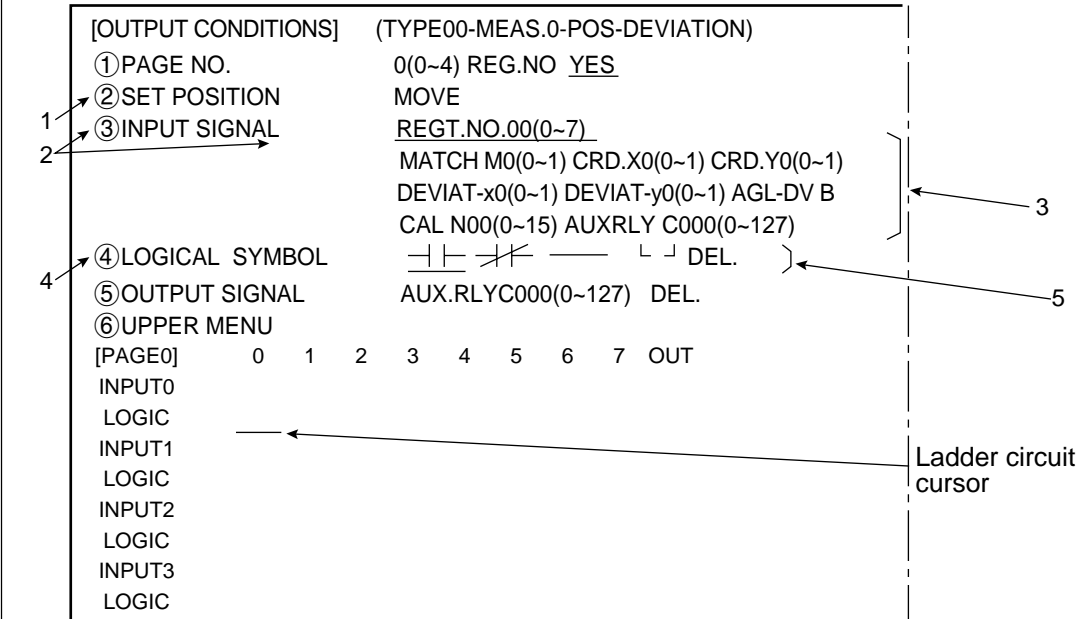 [OUTPUT CONDITIONS] (TYPE00-MEAS.0-POS-DEVIATION)
①PAGE NO. 0(0~4) REG.NO YES
②SET POSITION MOVE
1
③INPUT SIGNAL REGT.NO.00(0~7)
2
MATCH M0(0~1) CRD.X0(0~1) CRD.Y0(0~1)
DEVIAT-x0(0~1) DEVIAT-y0(0~1) AGL-DV B
3
CAL N00(0~15) AUXRLY C000(0~127)
④LOGICAL SYMBOL DEL.
4
⑤OUTPUT SIGNAL AUX.RLYC000(0~127) DEL.
5
⑥UPPER MENU
[PAGE0] 0 1 2 3 4 5 6 7 OUT
INPUT0
LOGIC
INPUT1
Ladder circuit
LOGIC
cursor
INPUT2
LOGIC
INPUT3
LOGIC